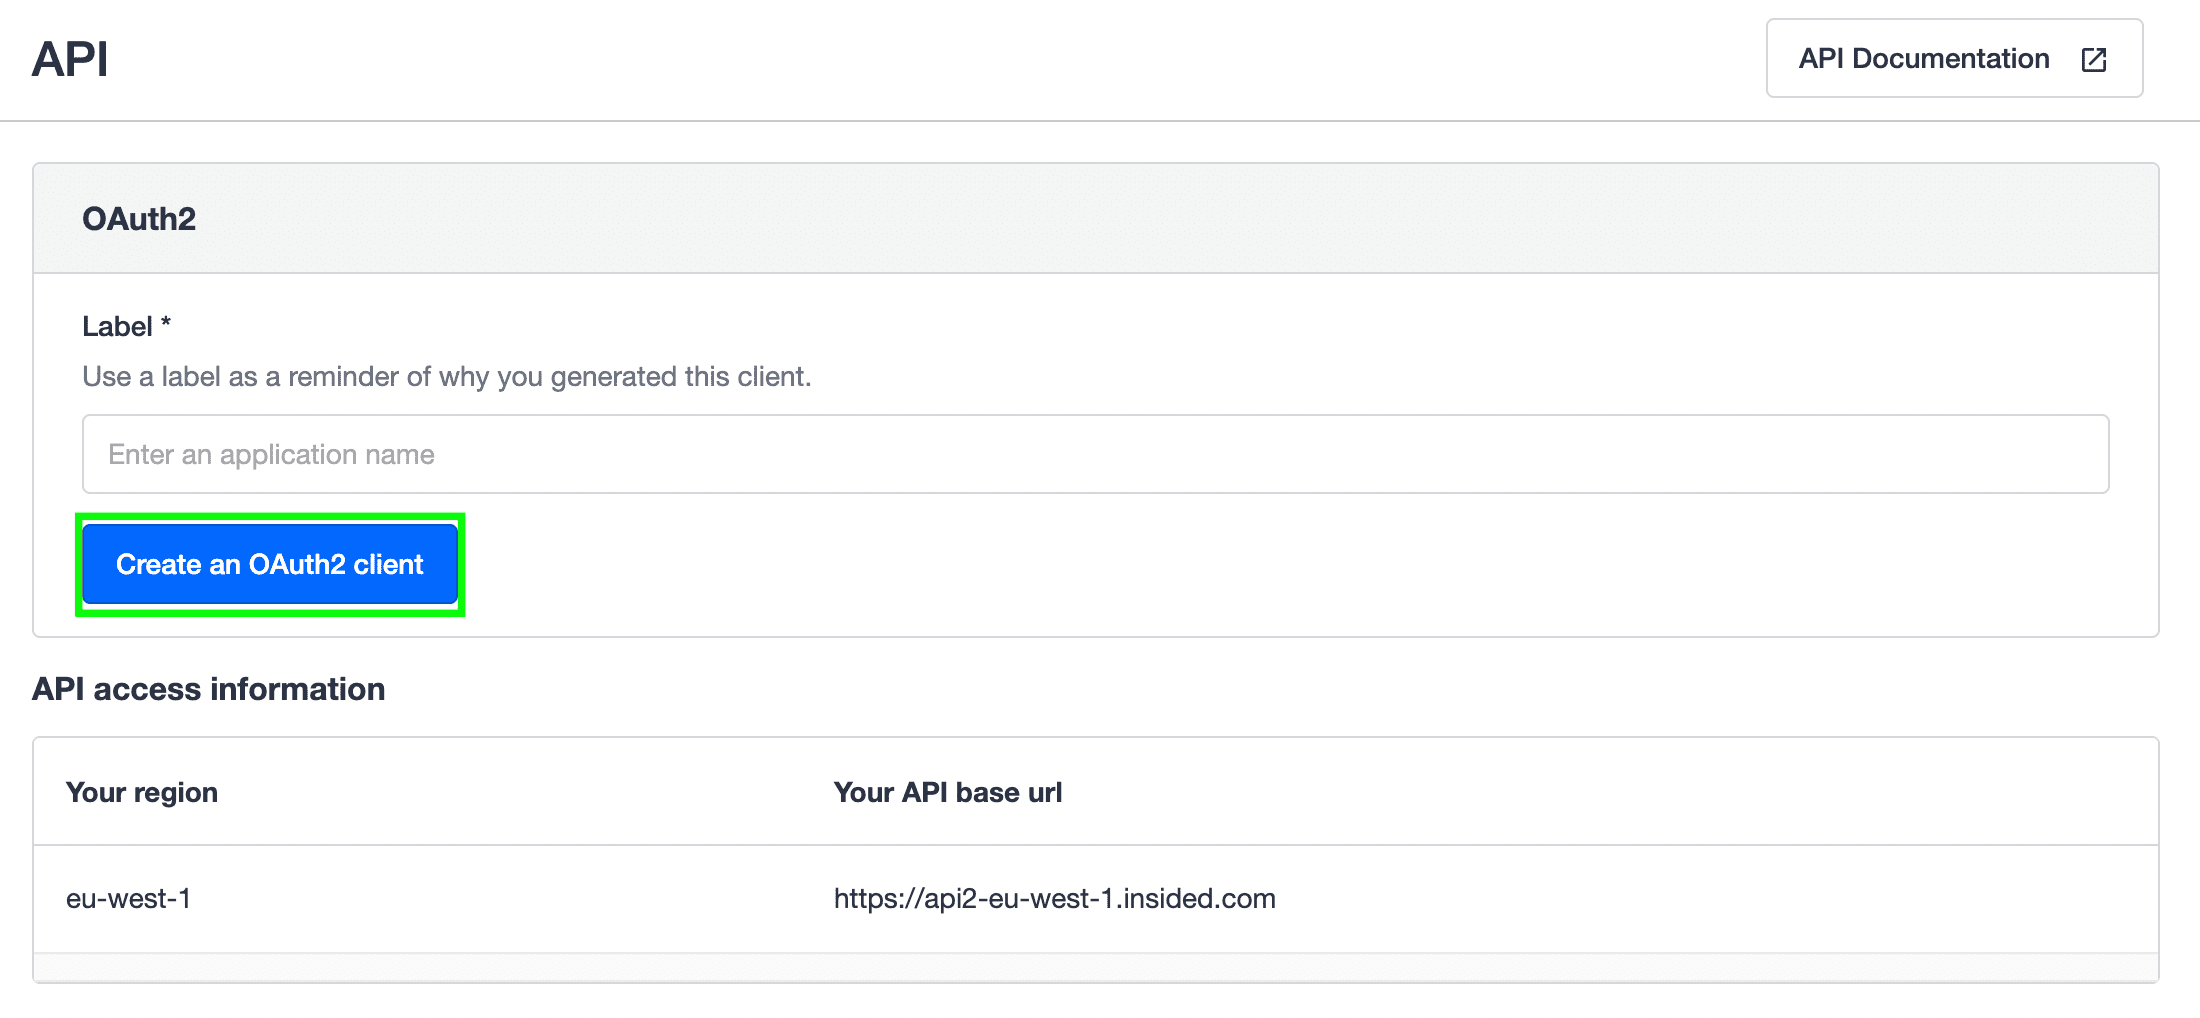 API
API Documentation
OAuth2
Label *
Use a label as a reminder of why you generated this client.
Enter an application name
Create an OAuth2 client
API access information
Your region
Your API base url
eu-west-1
https://api2-eu-west-1.insided.com